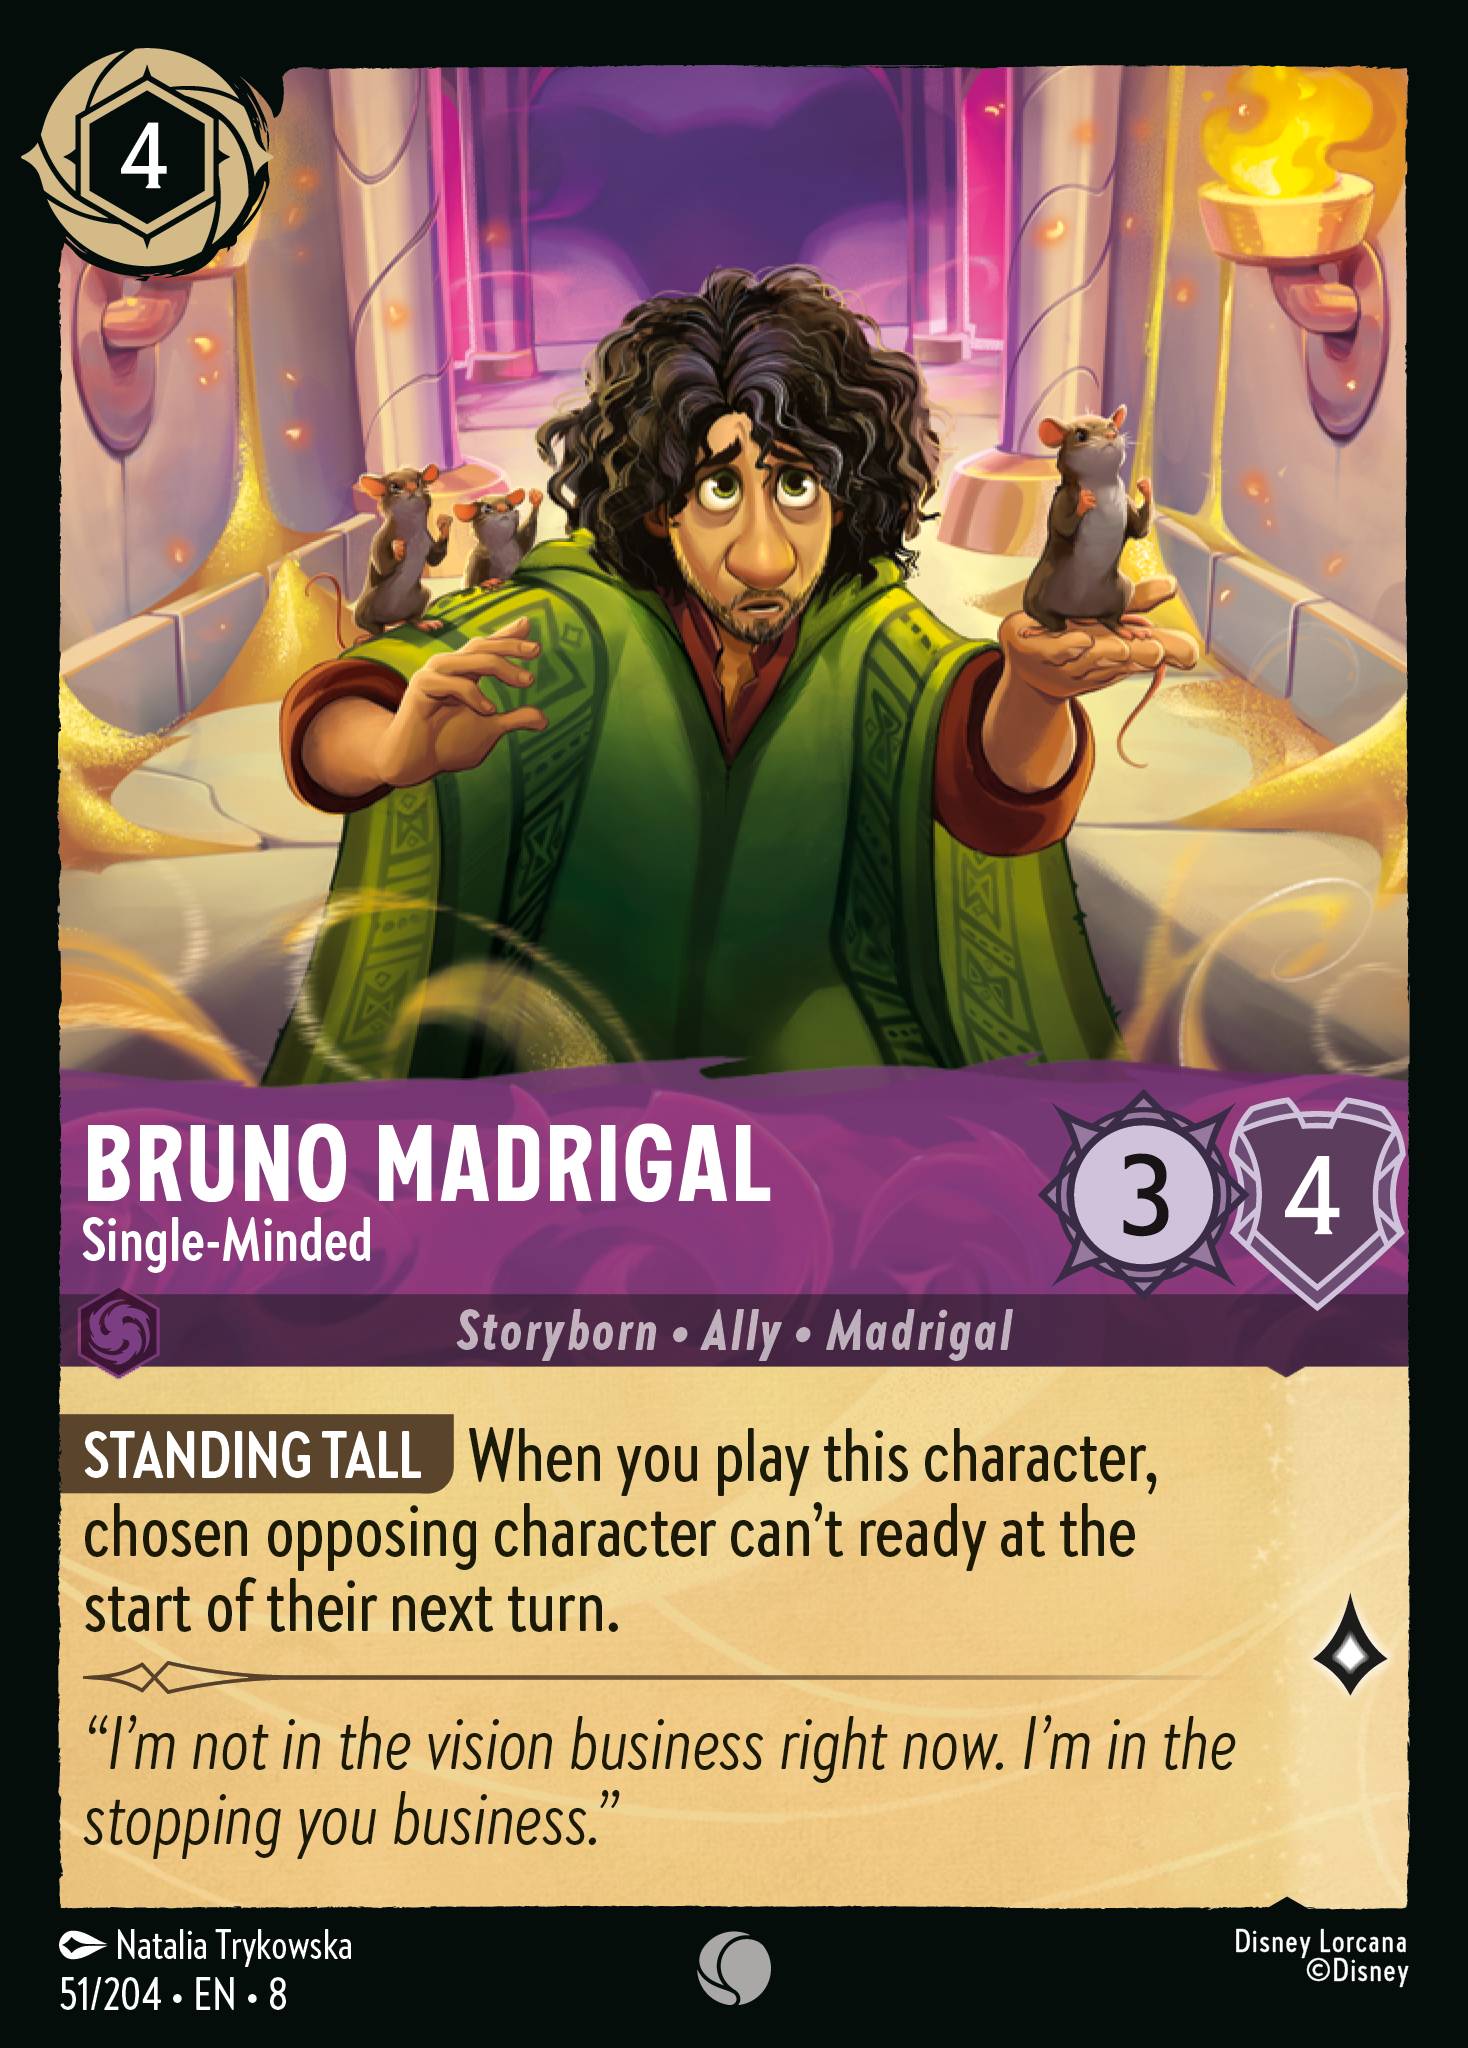 4
BRUNO MADRIGAL
Single-Minded
3
4
Storyborn • Ally • Madrigal
STANDING TALL When you play this character,
chosen opposing character can’t ready at the
start of their next turn.
“I’m not in the vision business right now. I’m in the
stopping you business.”
Natalia Trykowska
51/204 • EN • 8
Disney Lorcana
©Disney